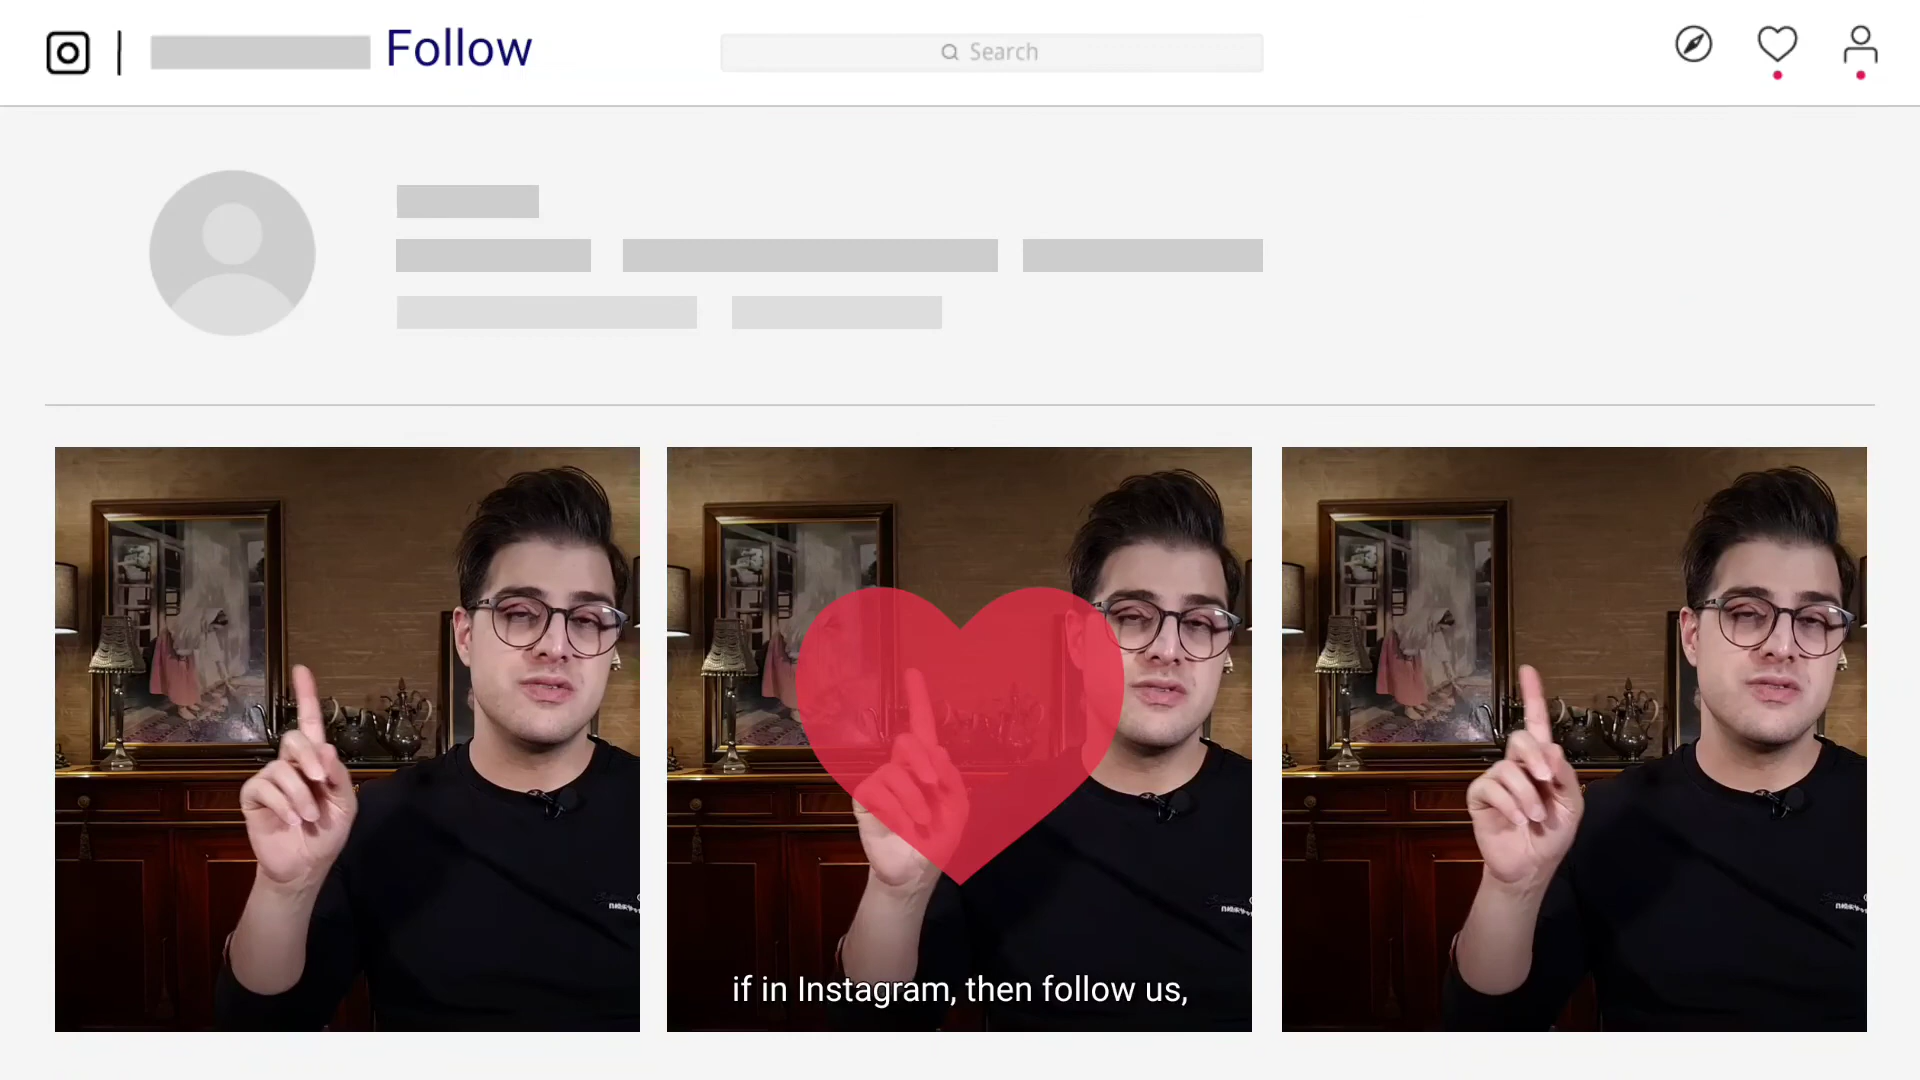 Follow
Search
if in Instagram, then follow us,